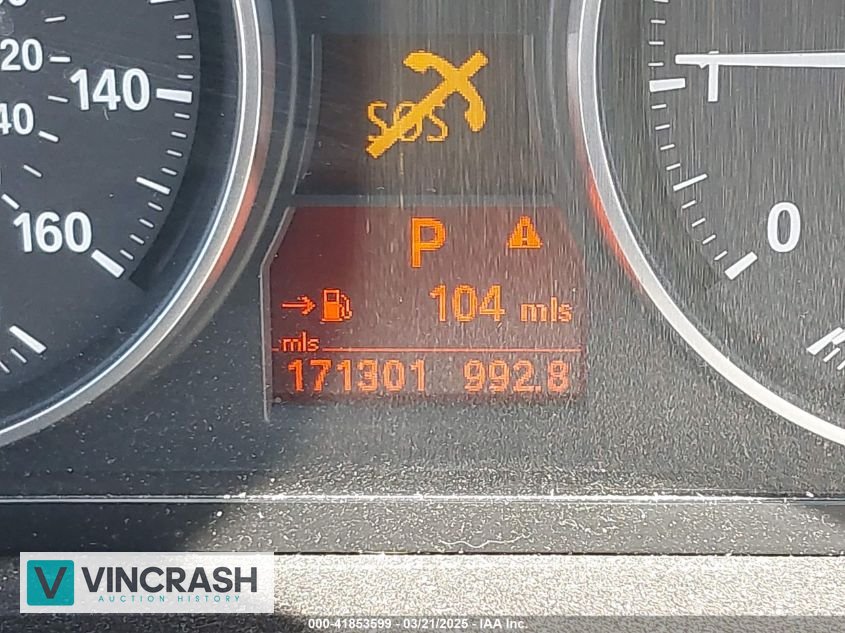 20
140
40
160
SOS
P
104 mls
mls
171301 992.8
1
0
VINCRASH
AUCTION HISTORY
000-41853599 - 03/21/2025 - IAA Inc.